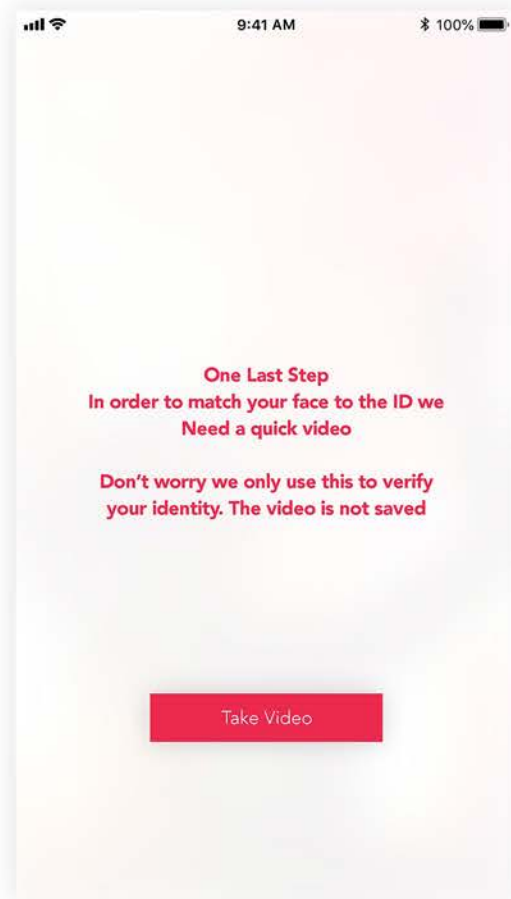 9:41 AM
100%
One Last Step
In order to match your face to the ID we
Need a quick video
Don’t worry we only use this to verify
your identity. The video is not saved
Take Video